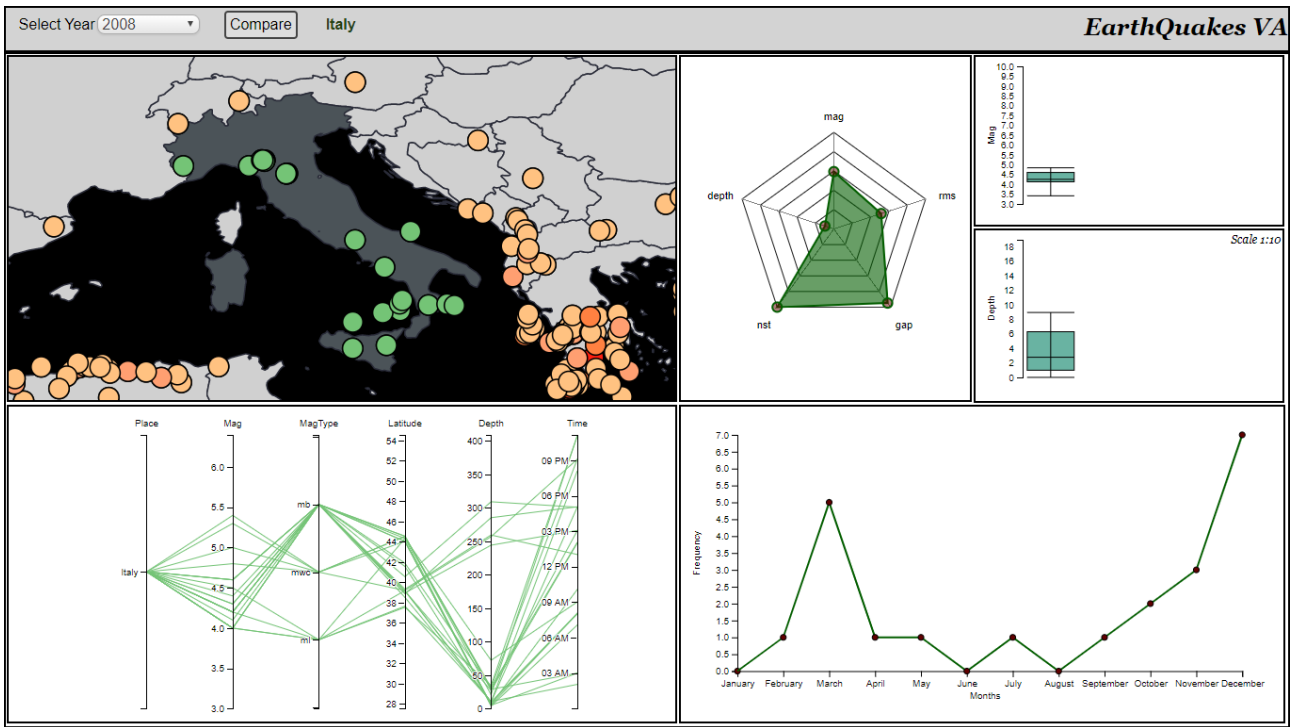 Select Year 2008 Compare Italy EarthQuakes VA
mag
rms
gap
nst
depth
Mag
10.0
9.5
9.0
8.5
8.0
7.5
7.0
6.5
6.0
5.5
5.0
4.5
4.0
3.5
3.0
Scale 1:10
Depth
18
16
14
12
10
8
6
4
2
0
Place Mag MagType Latitude Depth Time
Italy
6.0
5.5
5.0
4.5
4.0
3.5
3.0
mb
mwc
ml
54
52
50
48
46
44
42
40
38
36
34
32
30
28
400
350
300
250
200
150
100
50
0
09 PM
06 PM
03 PM
12 PM
09 AM
06 AM
03 AM
Frequency
7.0
6.5
6.0
5.5
5.0
4.5
4.0
3.5
3.0
2.5
2.0
1.5
1.0
0.5
0.0
January February March April May June July August September October November December
Months